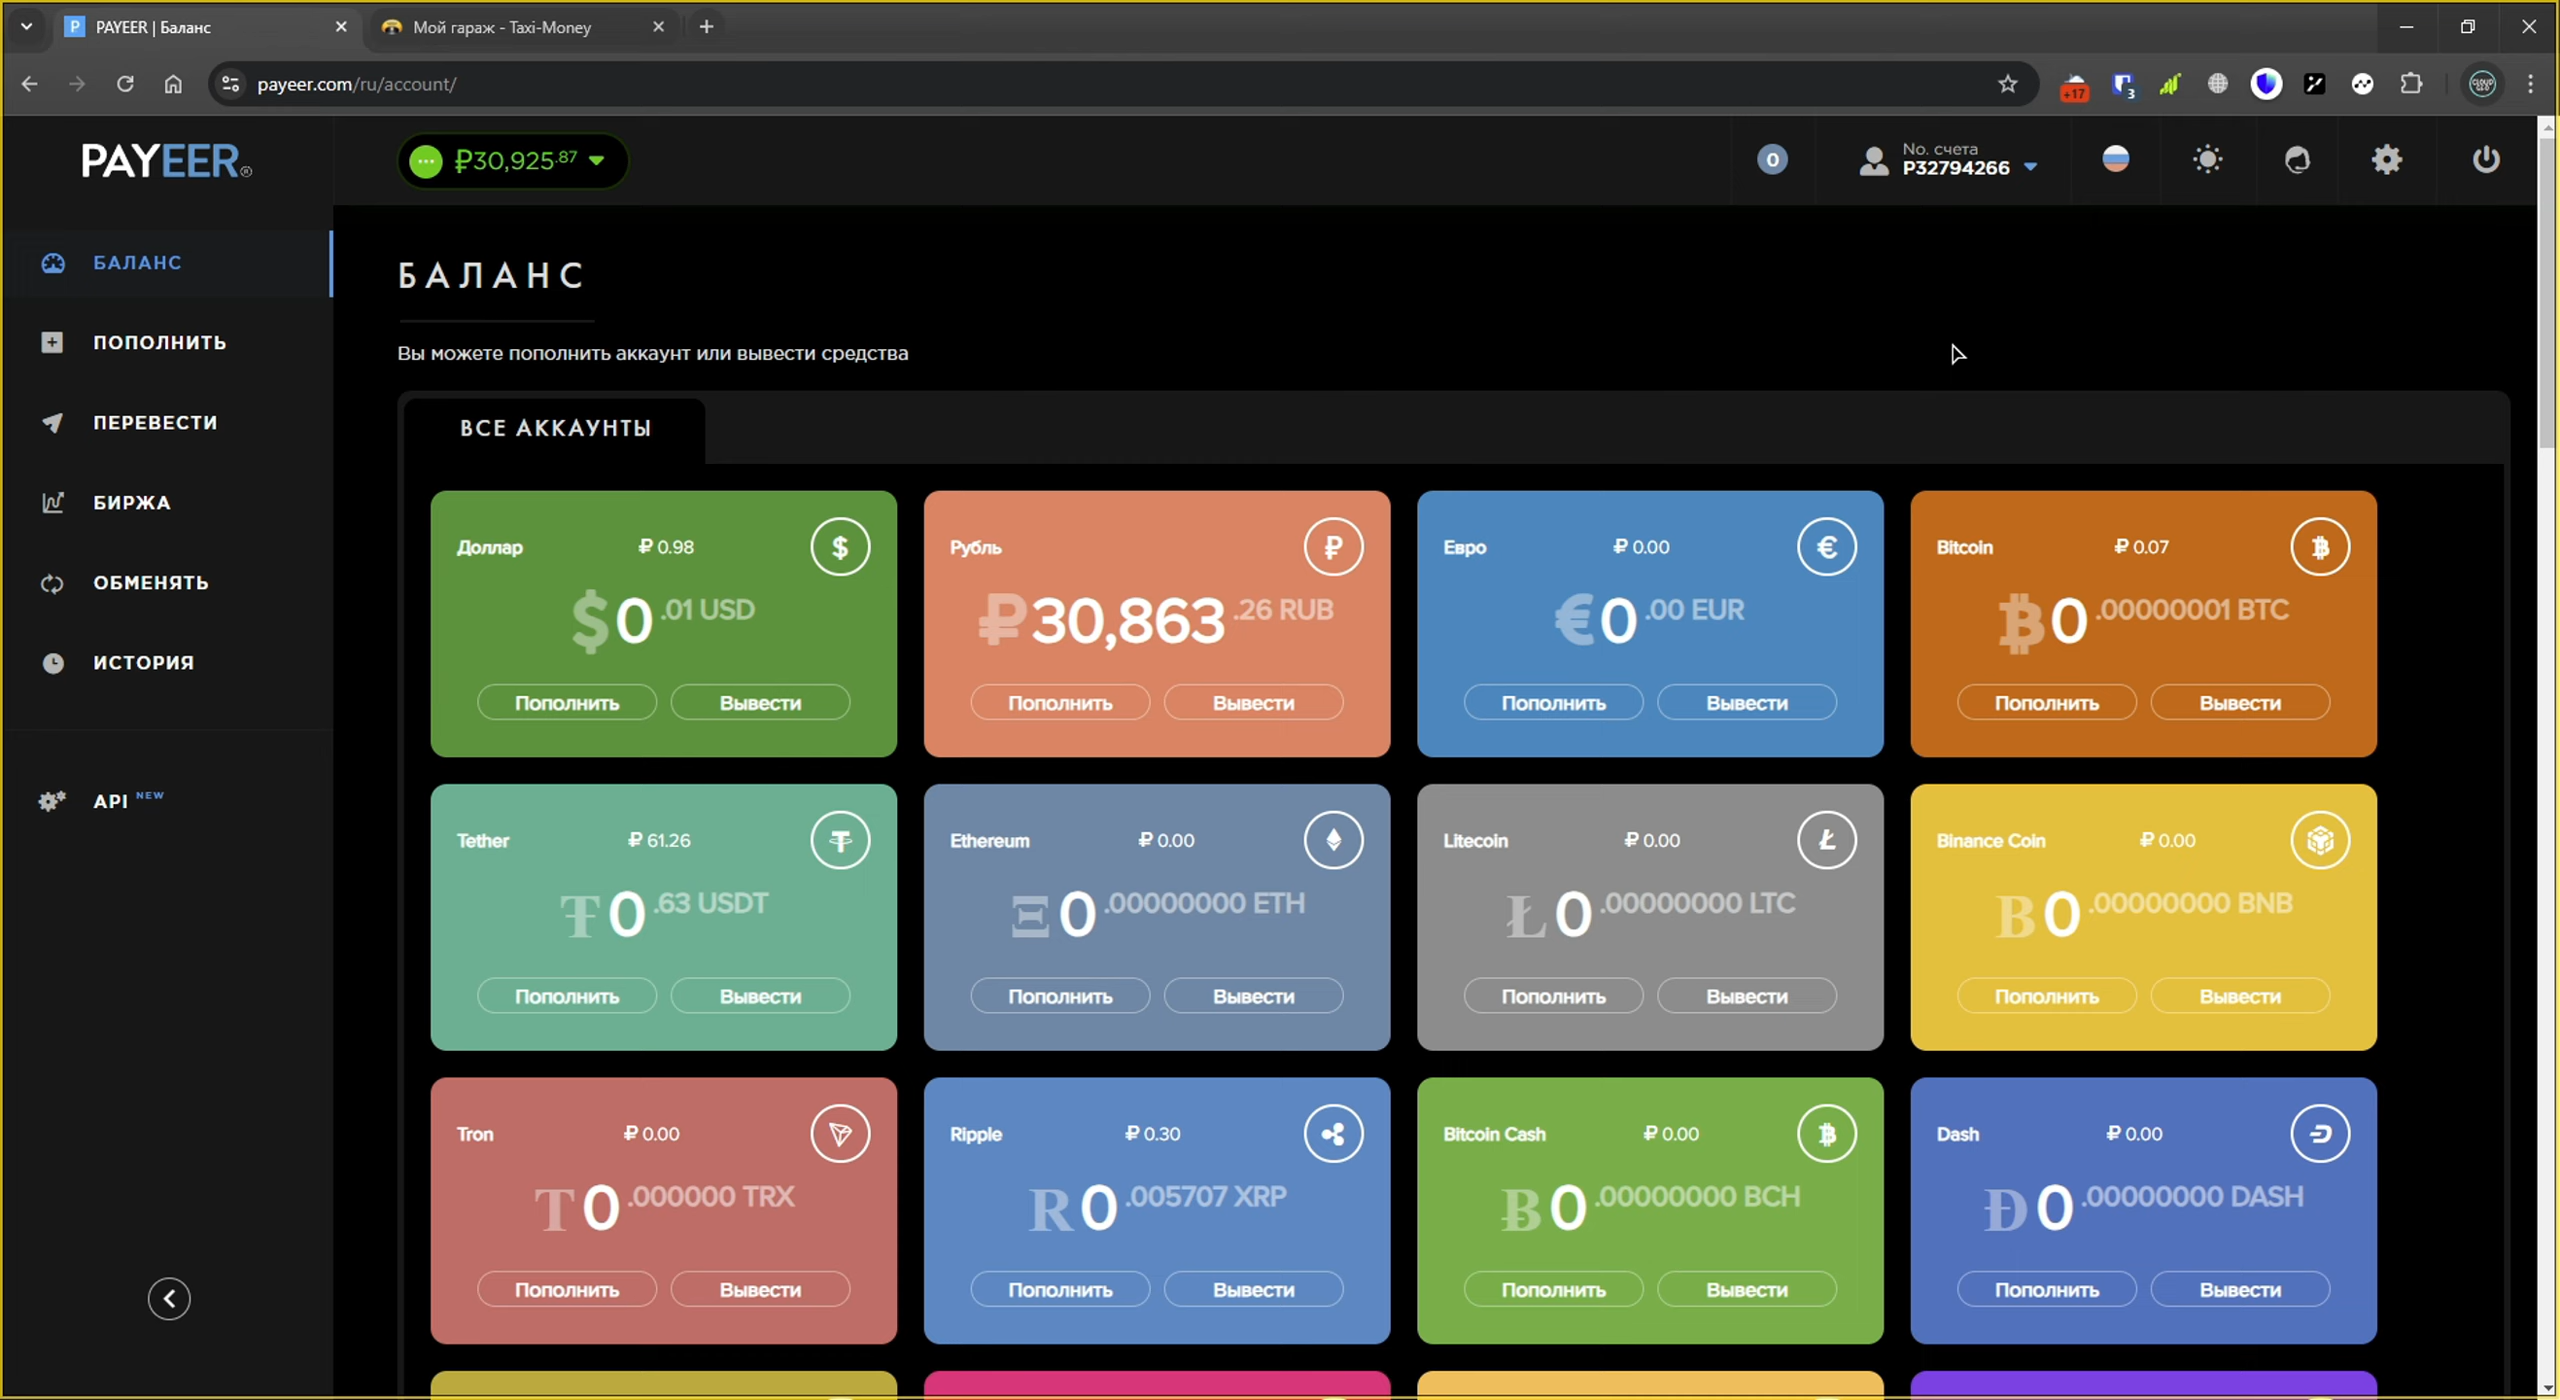 PAYEER | Баланс
Мой гараж - Taxi-Money
payeer.com/ru/account/
+17
3
PAYEER®
₽30,925.87
0
No. счета
P32794266
БАЛАНС
ПОПОЛНИТЬ
ПЕРЕВЕСТИ
БИРЖА
ОБМЕНЯТЬ
ИСТОРИЯ
API NEW
БАЛАНС
Вы можете пополнить аккаунт или вывести средства
ВСЕ АККАУНТЫ
Доллар ₽ 0.98
$0.01 USD
Пополнить Вывести
Рубль
₽30,863.26 RUB
Пополнить Вывести
Евро ₽ 0.00
€0.00 EUR
Пополнить Вывести
Bitcoin ₽ 0.07
₿0.00000001 BTC
Пополнить Вывести
Tether ₽ 61.26
₮0.63 USDT
Пополнить Вывести
Ethereum ₽ 0.00
Ξ0.00000000 ETH
Пополнить Вывести
Litecoin ₽ 0.00
Ł0.00000000 LTC
Пополнить Вывести
Binance Coin ₽ 0.00
B0.00000000 BNB
Пополнить Вывести
Tron ₽ 0.00
T0.000000 TRX
Пополнить Вывести
Ripple ₽ 0.30
R0.005707 XRP
Пополнить Вывести
Bitcoin Cash ₽ 0.00
Ƀ0.00000000 BCH
Пополнить Вывести
Dash ₽ 0.00
Đ0.00000000 DASH
Пополнить Вывести